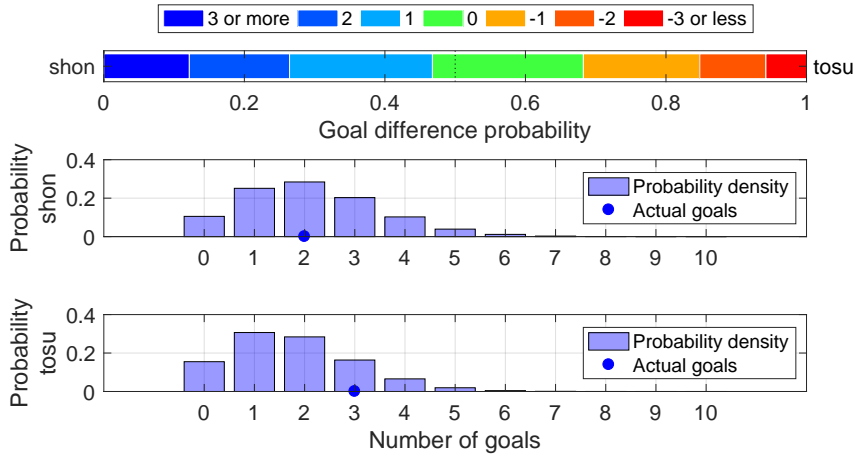 3 or more 2 1 0 -1 -2 -3 or less
shon tosu
0 0.2 0.4 0.6 0.8 1
Goal difference probability
Probability
shon
0.4
0.2
0
Probability density
Actual goals
0 1 2 3 4 5 6 7 8 9 10
Probability
tosu
0.4
0.2
0
Probability density
Actual goals
0 1 2 3 4 5 6 7 8 9 10
Number of goals